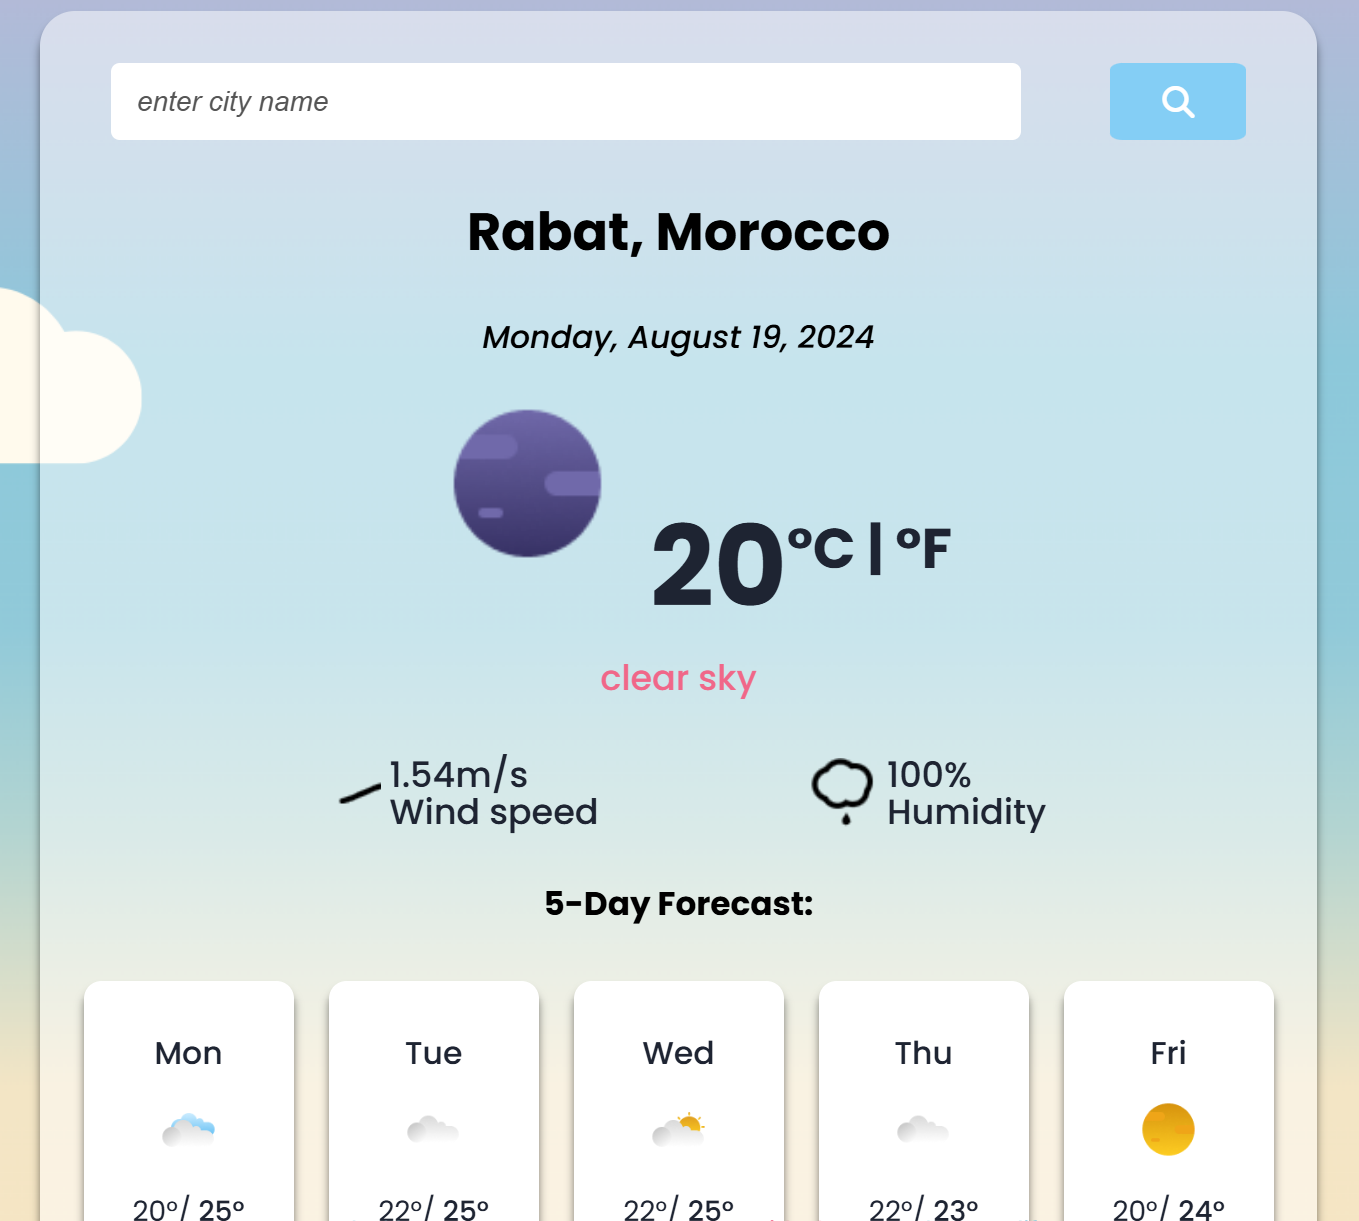 enter city name
Rabat, Morocco
Monday, August 19, 2024
20°C | °F
clear sky
1.54m/s
Wind speed
100%
Humidity
5-Day Forecast:
Mon
Tue
Wed
Thu
Fri
20°/ 25°
22°/ 25°
22°/ 25°
22°/ 23°
20°/ 24°